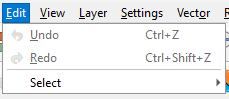 Edit View Layer Settings Vector
Undo Ctrl+Z
Redo Ctrl+Shift+Z
Select